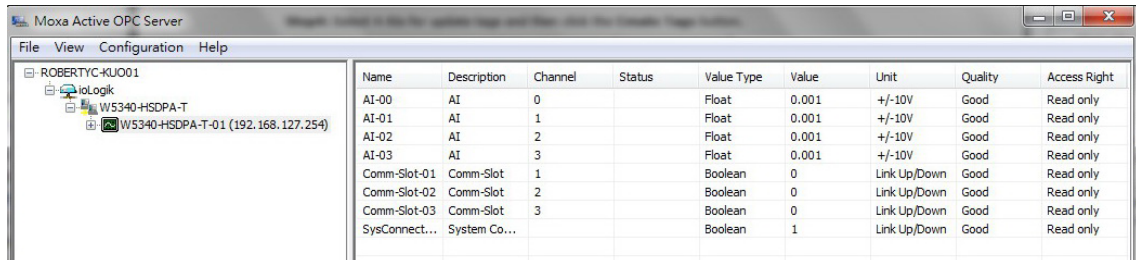 Moxa Active OPC Server
File View Configuration Help
ROBERTYC-KUO01
ioLogik
W5340-HSDPA-T
W5340-HSDPA-T-01 (192.168.127.254)
Name Description Channel Status Value Type Value Unit Quality Access Right
AI-00 AI 0 Float 0.001 +/-10V Good Read only
AI-01 AI 1 Float 0.001 +/-10V Good Read only
AI-02 AI 2 Float 0.001 +/-10V Good Read only
AI-03 AI 3 Float 0.001 +/-10V Good Read only
Comm-Slot-01 Comm-Slot 1 Boolean 0 Link Up/Down Good Read only
Comm-Slot-02 Comm-Slot 2 Boolean 0 Link Up/Down Good Read only
Comm-Slot-03 Comm-Slot 3 Boolean 0 Link Up/Down Good Read only
SysConnect... System Co... Boolean 1 Link Up/Down Good Read only